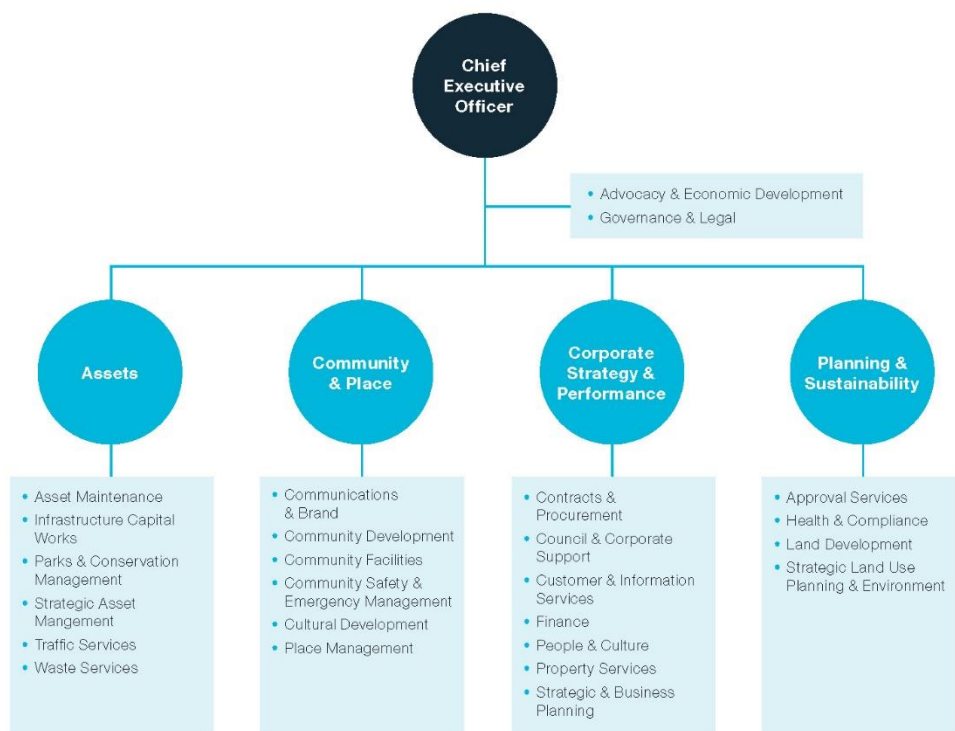 Chief
Executive
Officer
• Advocacy & Economic Development
• Governance & Legal
Assets
Community
& Place
Corporate
Strategy &
Performance
Planning &
Sustainability
• Asset Maintenance
• Infrastructure Capital
Works
• Parks & Conservation
Management
• Strategic Asset
Mangement
• Traffic Services
• Waste Services
• Communications
& Brand
• Community Development
• Community Facilities
• Community Safety &
Emergency Management
• Cultural Development
• Place Management
• Contracts &
Procurement
• Council & Corporate
Support
• Customer & Information
Services
• Finance
• People & Culture
• Property Services
• Strategic & Business
Planning
• Approval Services
• Health & Compliance
• Land Development
• Strategic Land Use
Planning & Environment